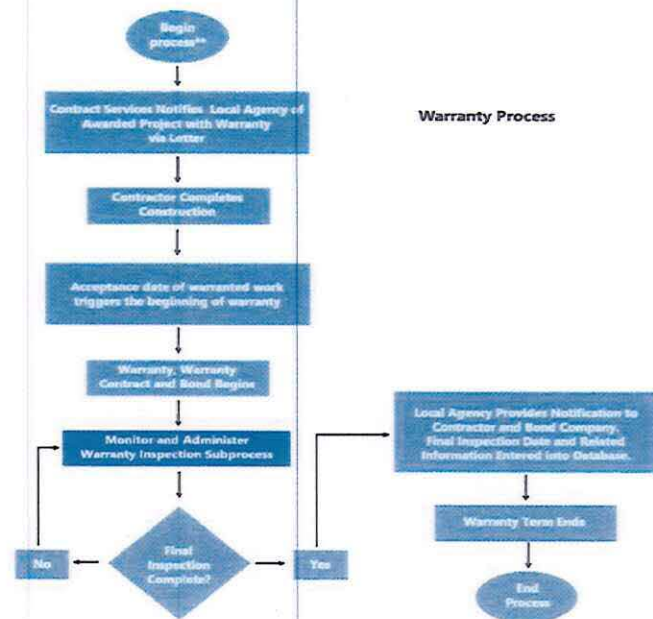 Begin
process**
Contract Services Notifies Local Agency of
Awarded Project with Warranty
via Letter
Warranty Process
Contractor Completes
Construction
Acceptance date of warranted work
triggers the beginning of warranty
Warranty, Warranty
Contract and Bond Begins
Monitor and Administer
Warranty Inspection Subprocess
Final
Inspection
Complete?
No
Yes
Local Agency Provides Notification to
Contractor and Bond Company.
Final Inspection Date and Related
Information Entered into Database.
Warranty Term Ends
End
Process